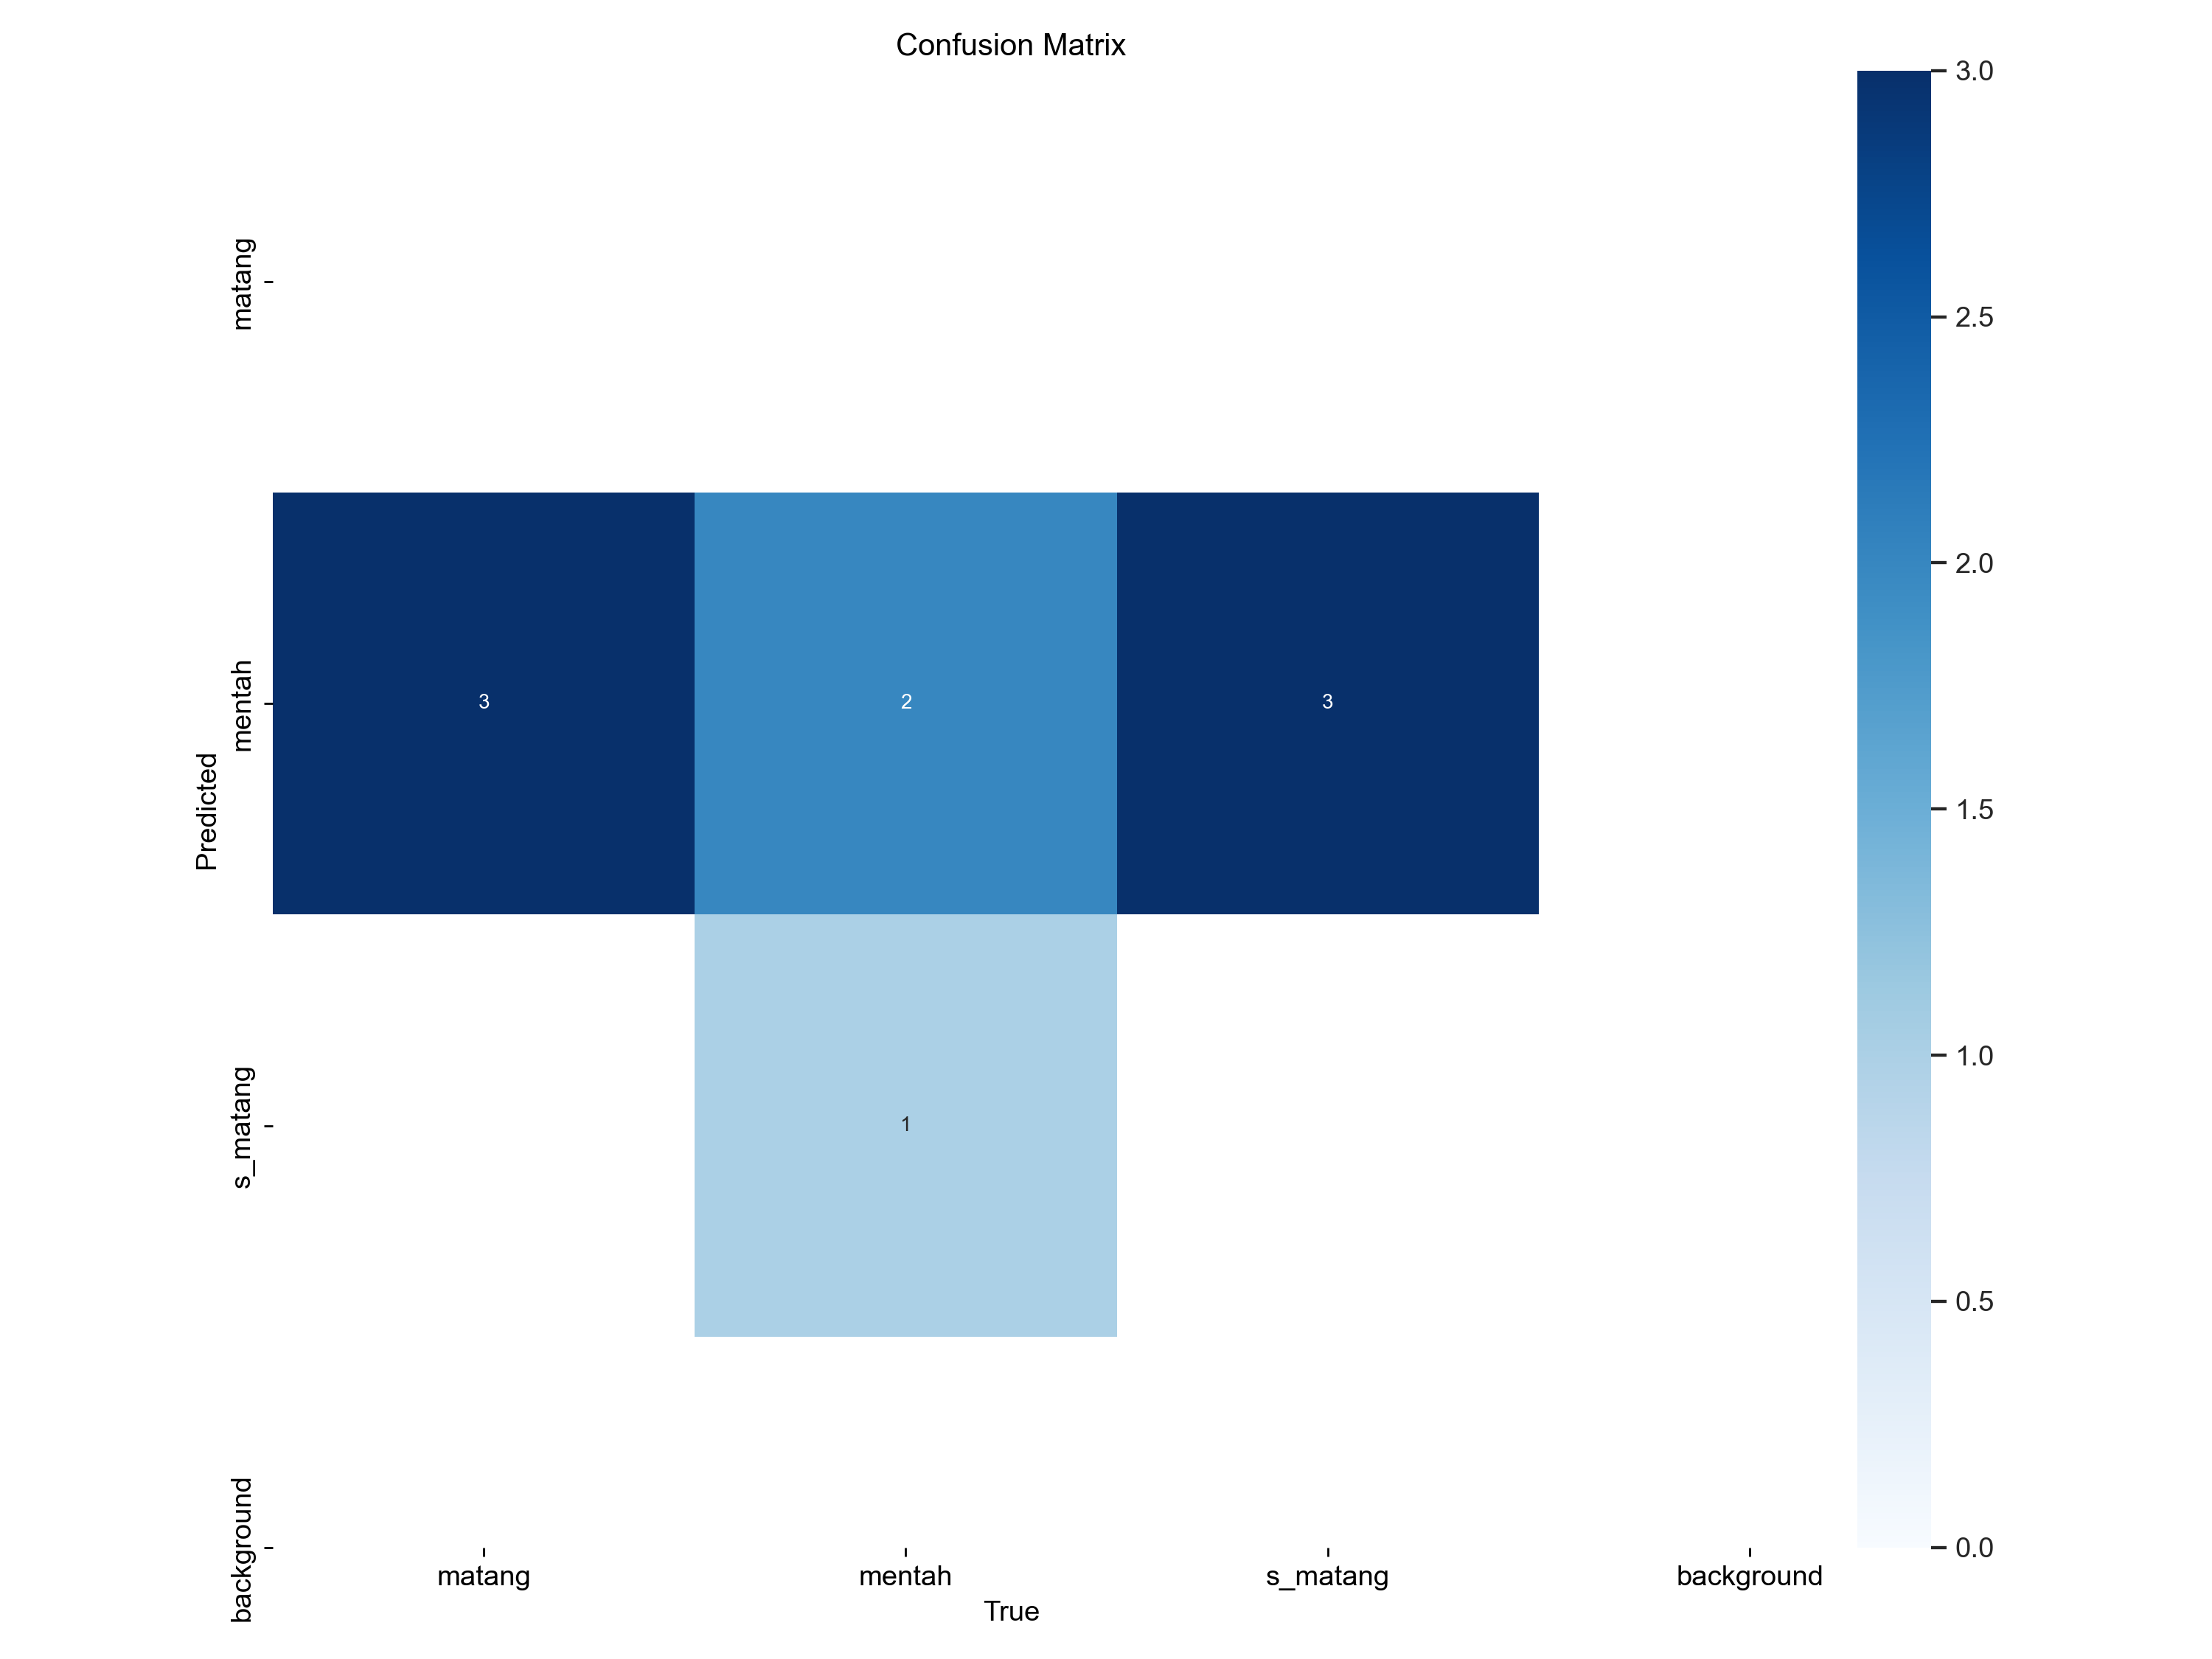 Confusion Matrix
matang
mentah
s_matang
background
Predicted
3
2
3
1
matang
mentah
s_matang
background
True
3.0
2.5
2.0
1.5
1.0
0.5
0.0